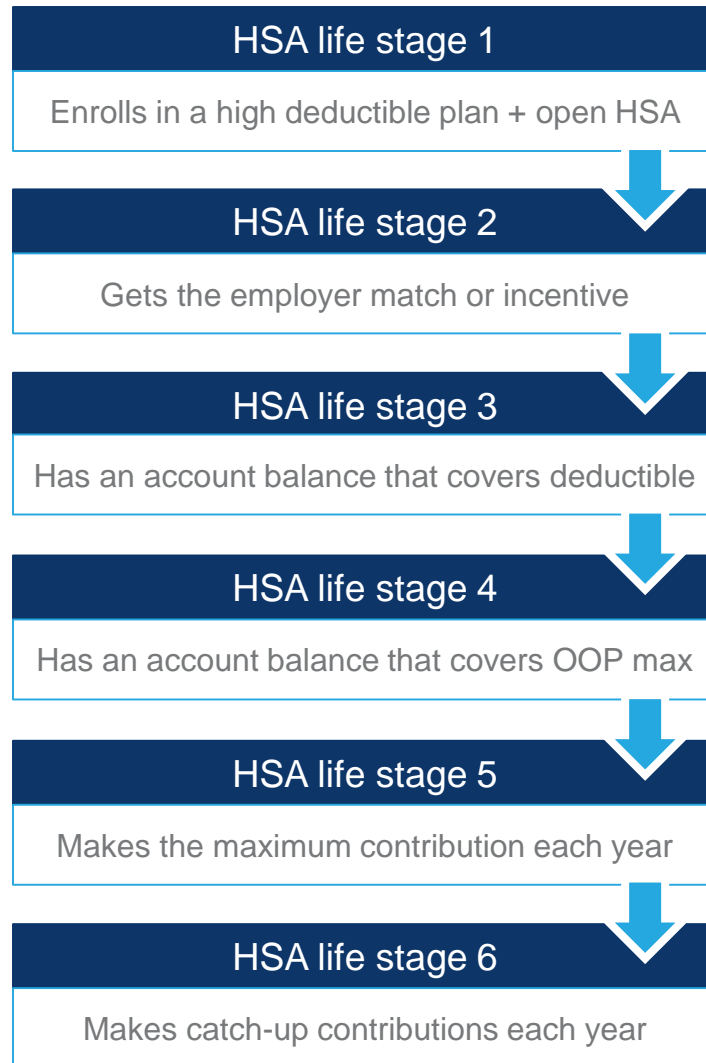 HSA life stage 1
Enrolls in a high deductible plan + open HSA
HSA life stage 2
Gets the employer match or incentive
HSA life stage 3
Has an account balance that covers deductible
HSA life stage 4
Has an account balance that covers OOP max
HSA life stage 5
Makes the maximum contribution each year
HSA life stage 6
Makes catch-up contributions each year